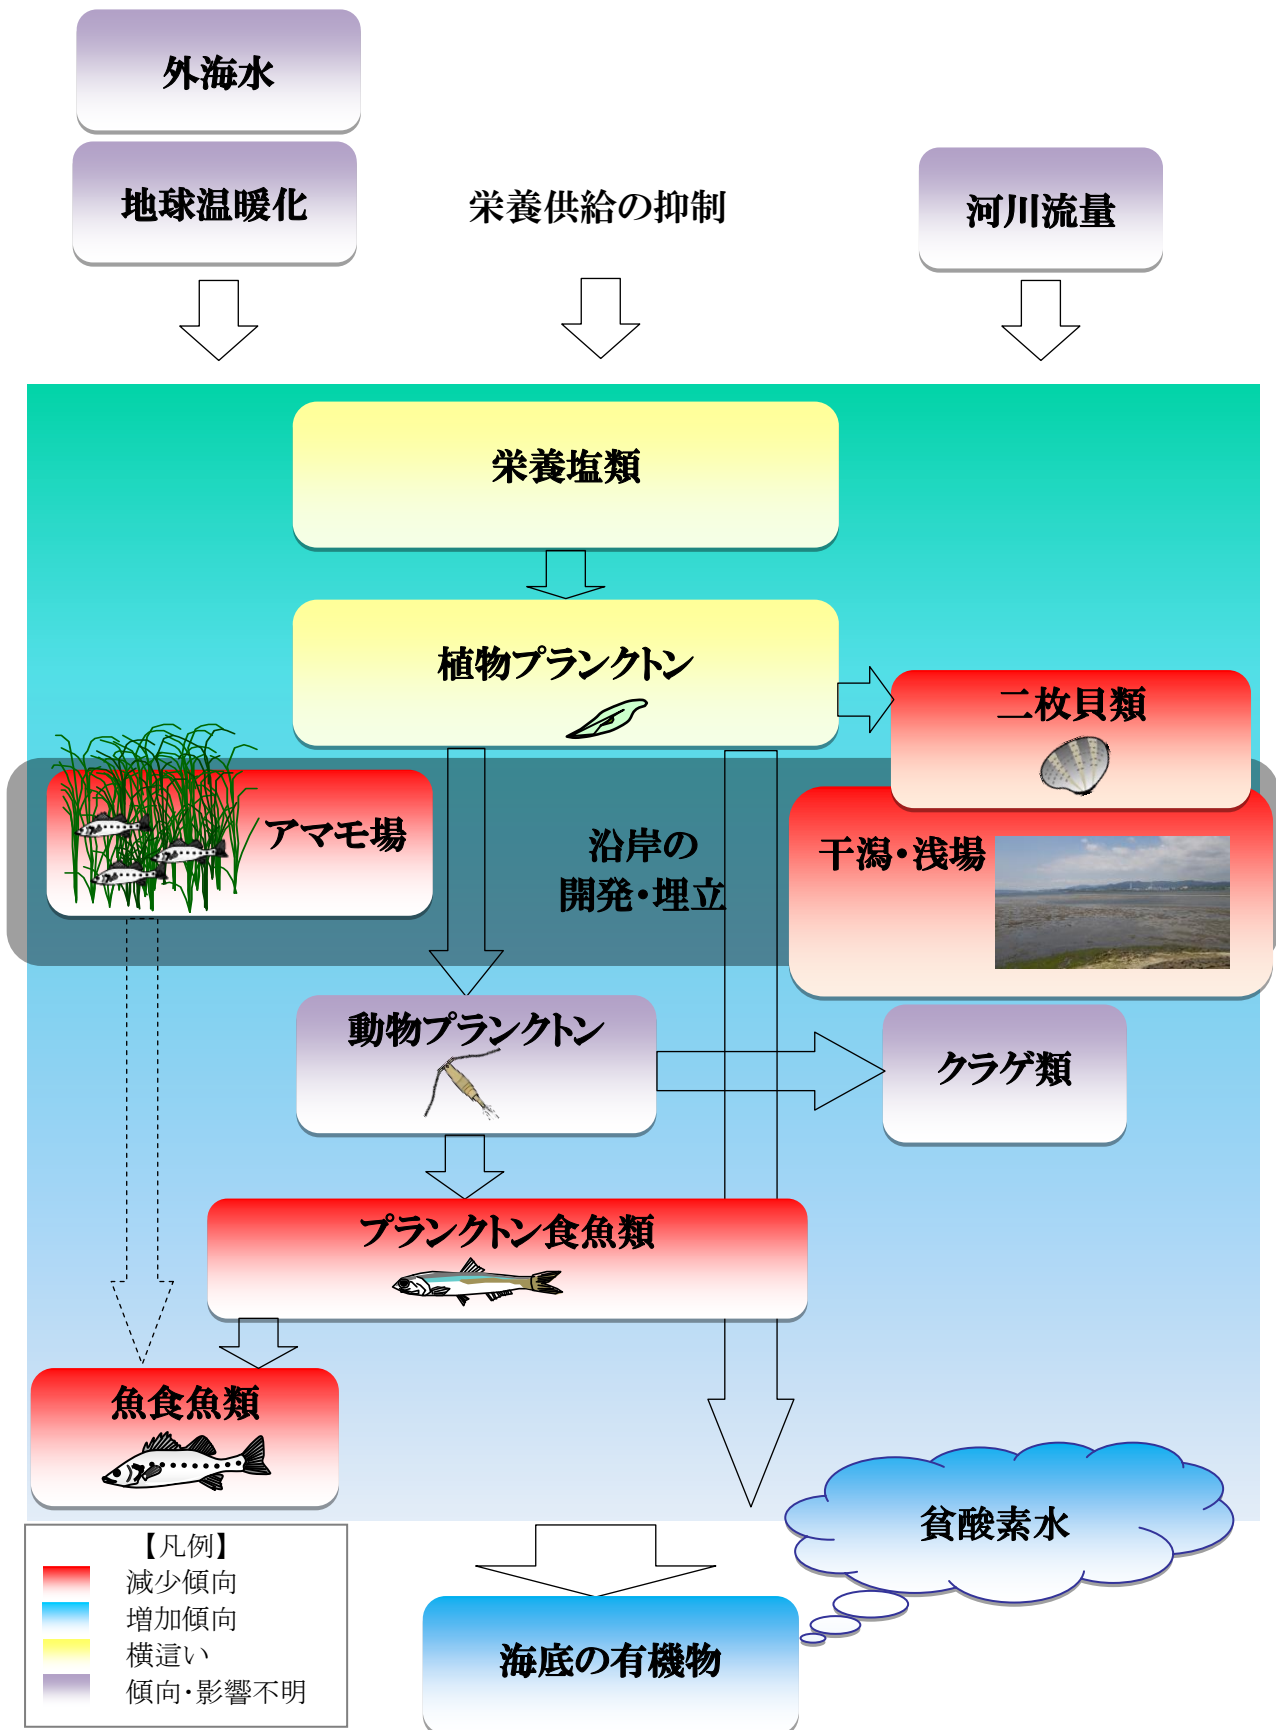 外海水
地球温暖化
栄養供給の抑制
河川流量
栄養塩類
植物プランクトン
二枚貝類
アマモ場
沿岸の
開発・埋立
干潟・浅場
動物プランクトン
クラゲ類
プランクトン食魚類
魚食魚類
貧酸素水
海底の有機物
【凡例】
減少傾向
増加傾向
横這い
傾向・影響不明